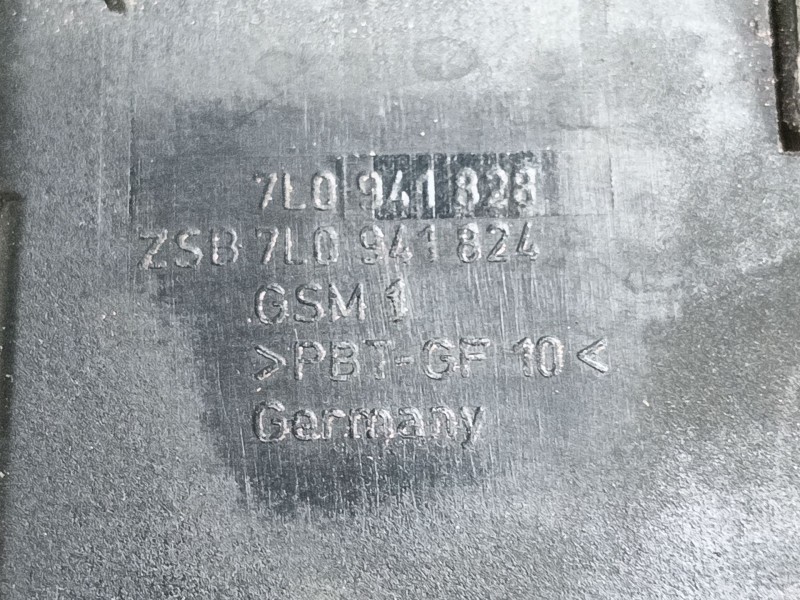 7L0 941 828
ZSB 7L0 941 824
GSM 1
>PBT-GF 10<
Germany